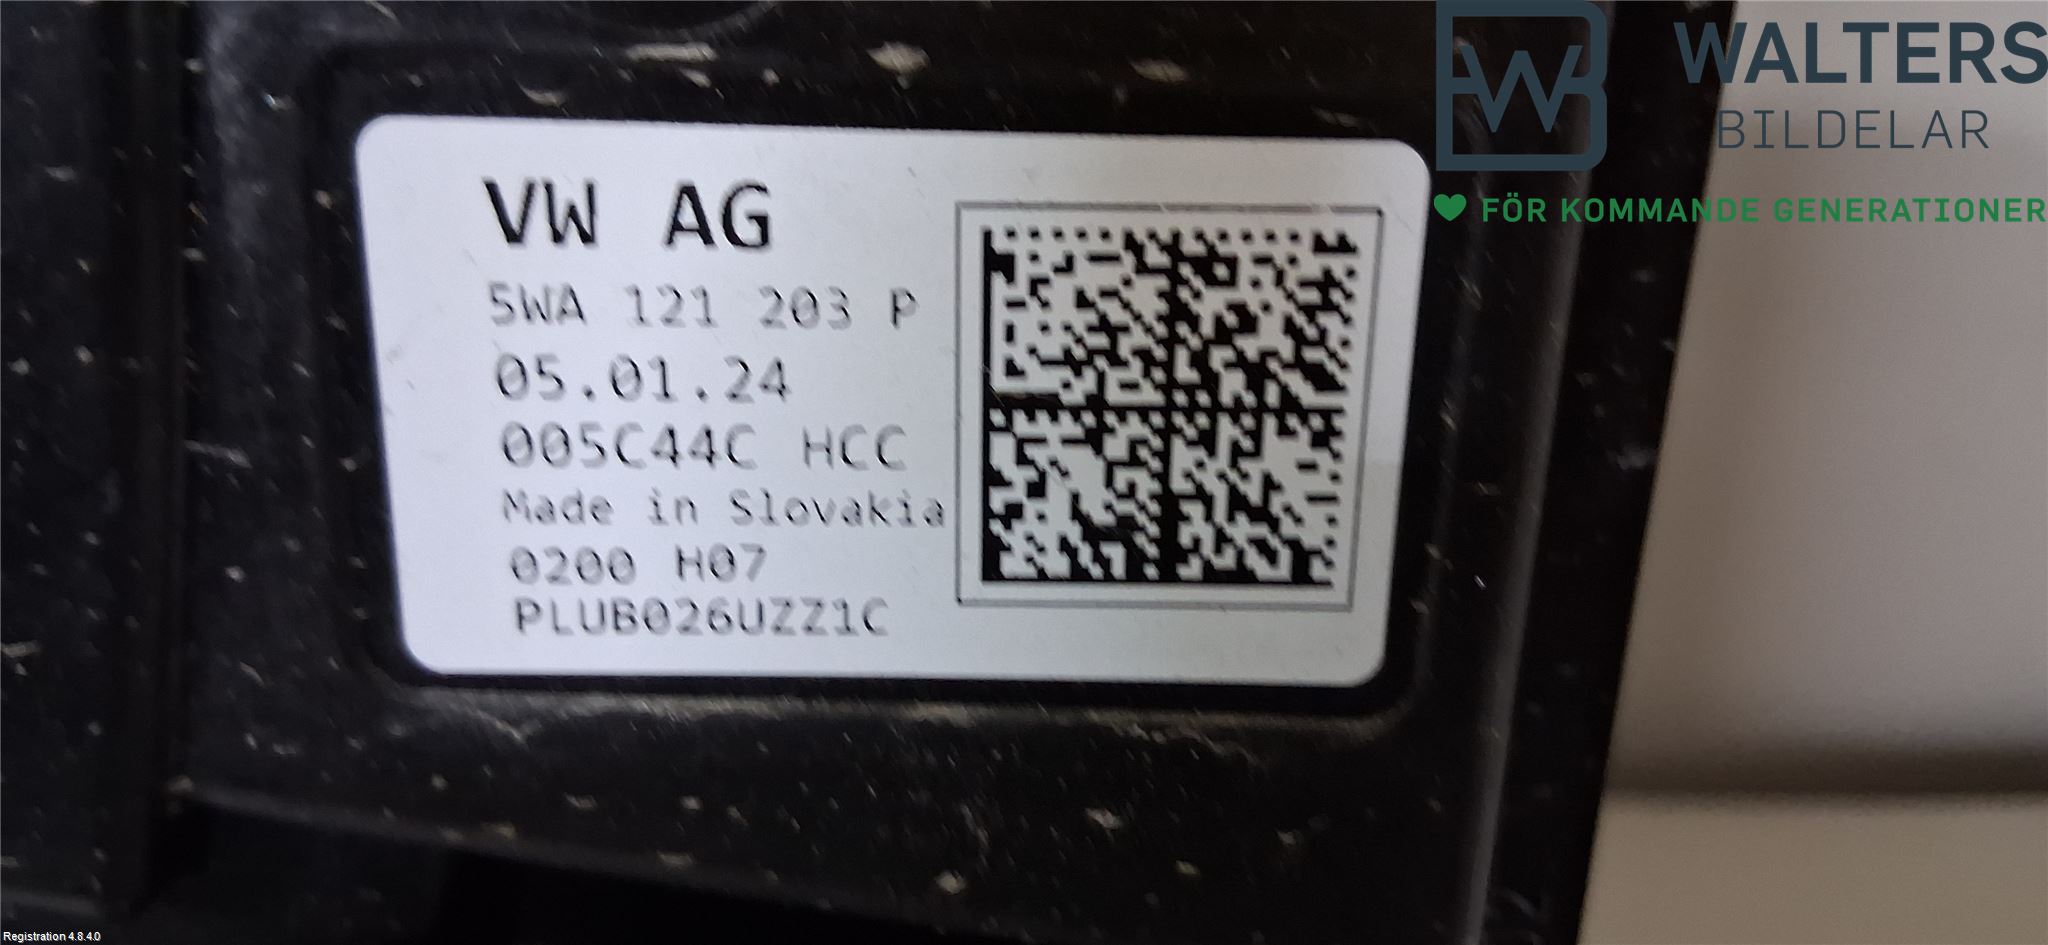 VW AG
5WA 121 203 P
05.01.24
005C44C HCC
Made in Slovakia
0200 H07
PLUB026UZZ1C
WALTERS
BILDELAR
FÖR KOMMANDE GENERATIONER
Registration 4.8.4.0